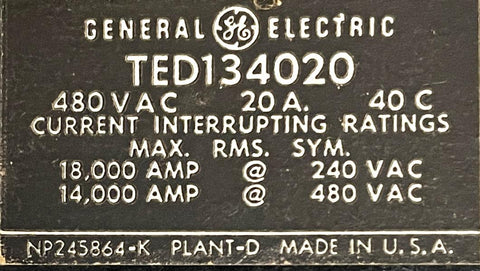 GENERAL GE ELECTRIC
TED134020
480 VAC 20 A. 40 C
CURRENT INTERRUPTING RATINGS
MAX. RMS. SYM.
18,000 AMP @ 240 VAC
14,000 AMP @ 480 VAC
NP245864-K PLANT-D MADE IN U.S.A.